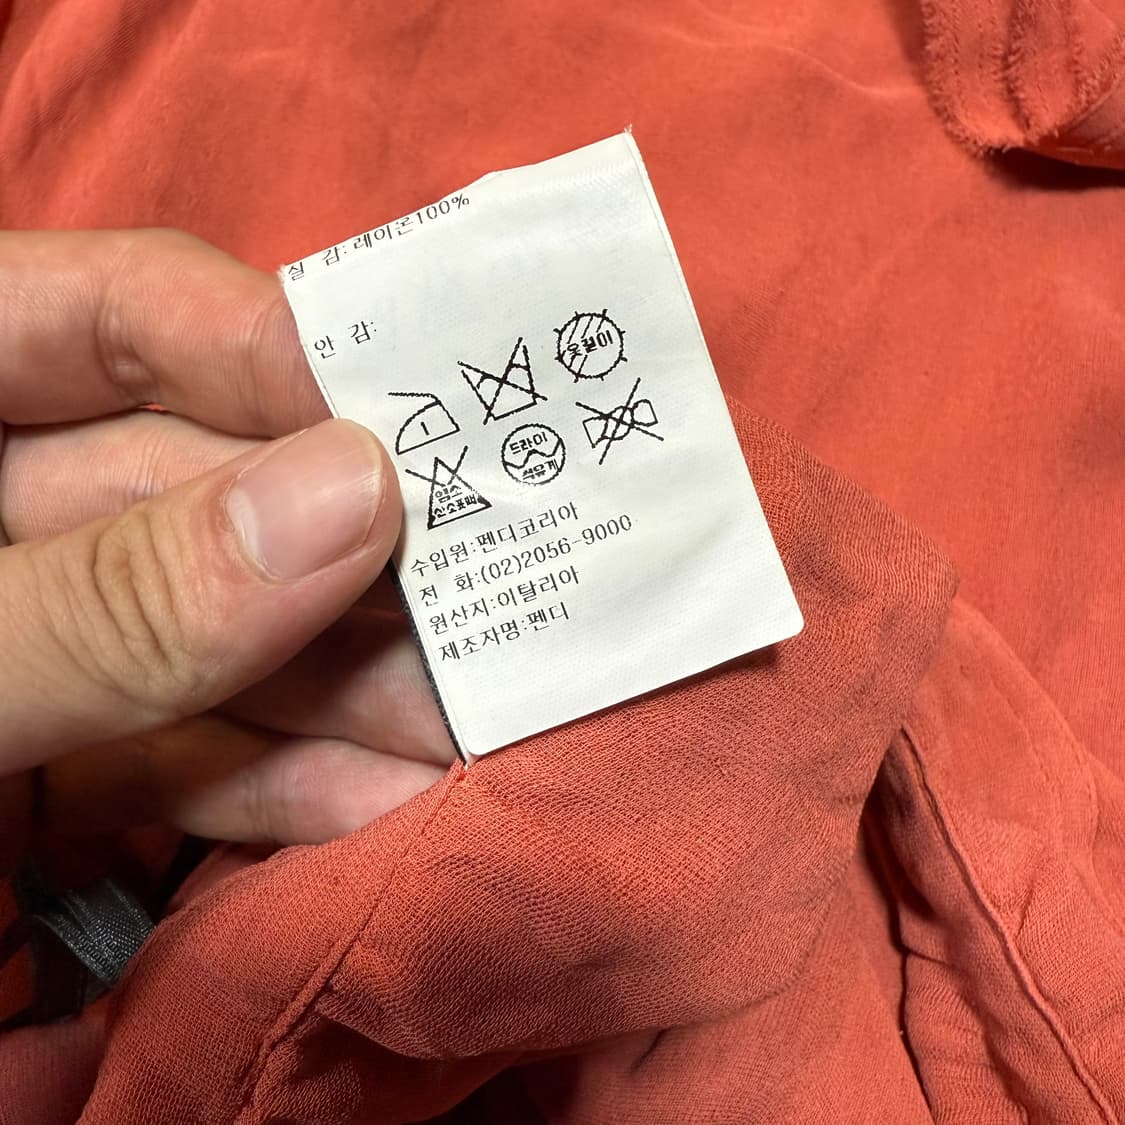 실 감:레이온100%
안 감:
옷걸이
드라이
석유계
염소
산소표백
수입원:펜디코리아
전 화:(02)2056-9000
원산지:이탈리아
제조자명:펜디